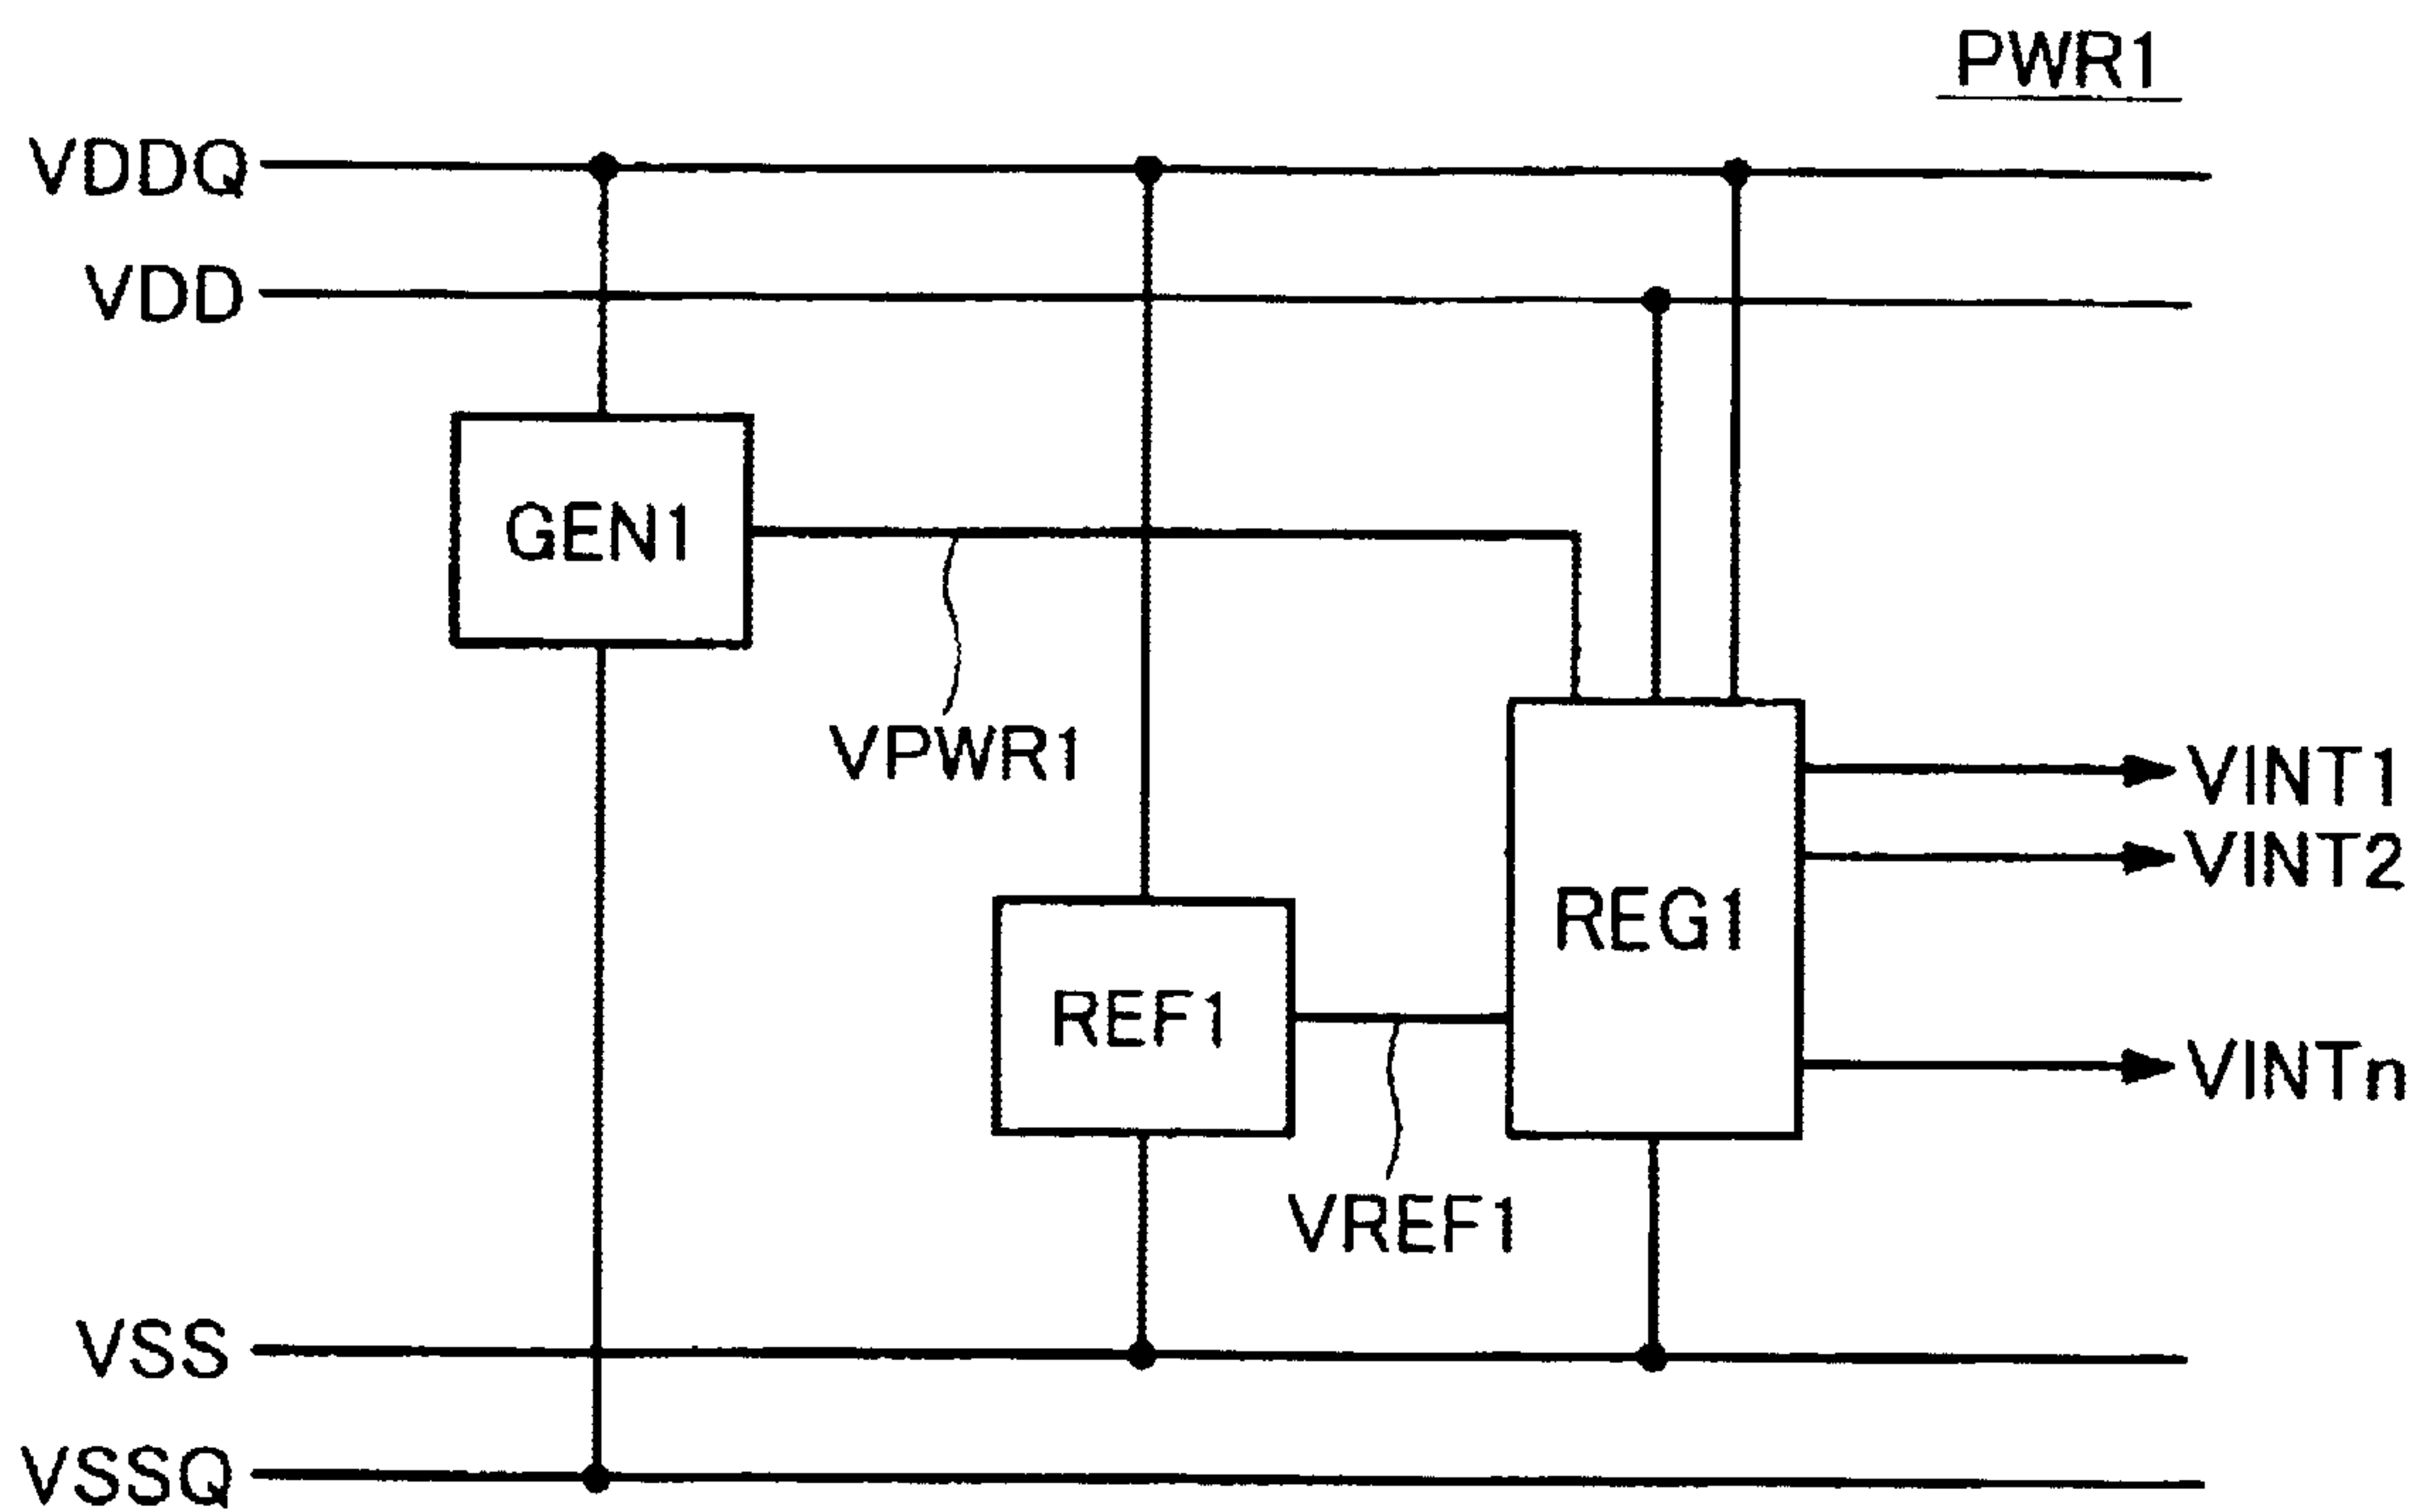 PWR1
VDDQ
VDD
GEN1
VPWR1
VINT1
VINT2
REG1
REF1
VINTn
VREF1
VSS
VSSQ